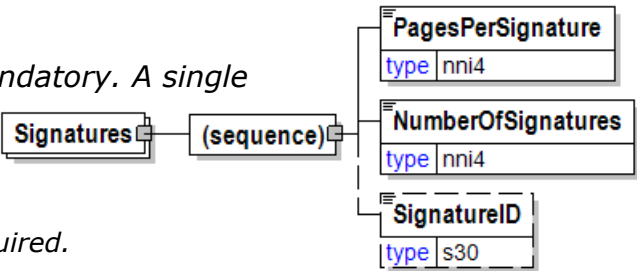 PagesPerSignature
type nni4
ndatory. A single
Signatures (sequence) NumberOfSignatures
type nni4
SignatureID
uired.
type s30